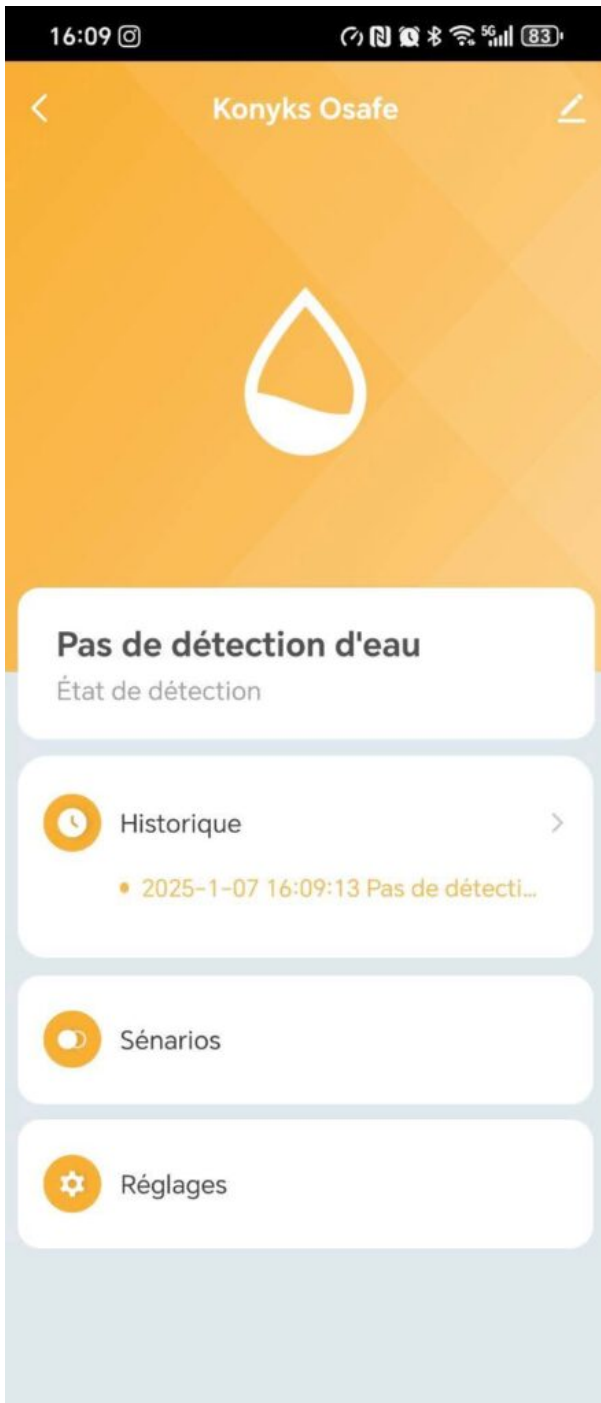 16:09 5G 83
Konyks Osafe
Pas de détection d'eau
État de détection
Historique
• 2025-1-07 16:09:13 Pas de détecti...
Sénarios
Réglages